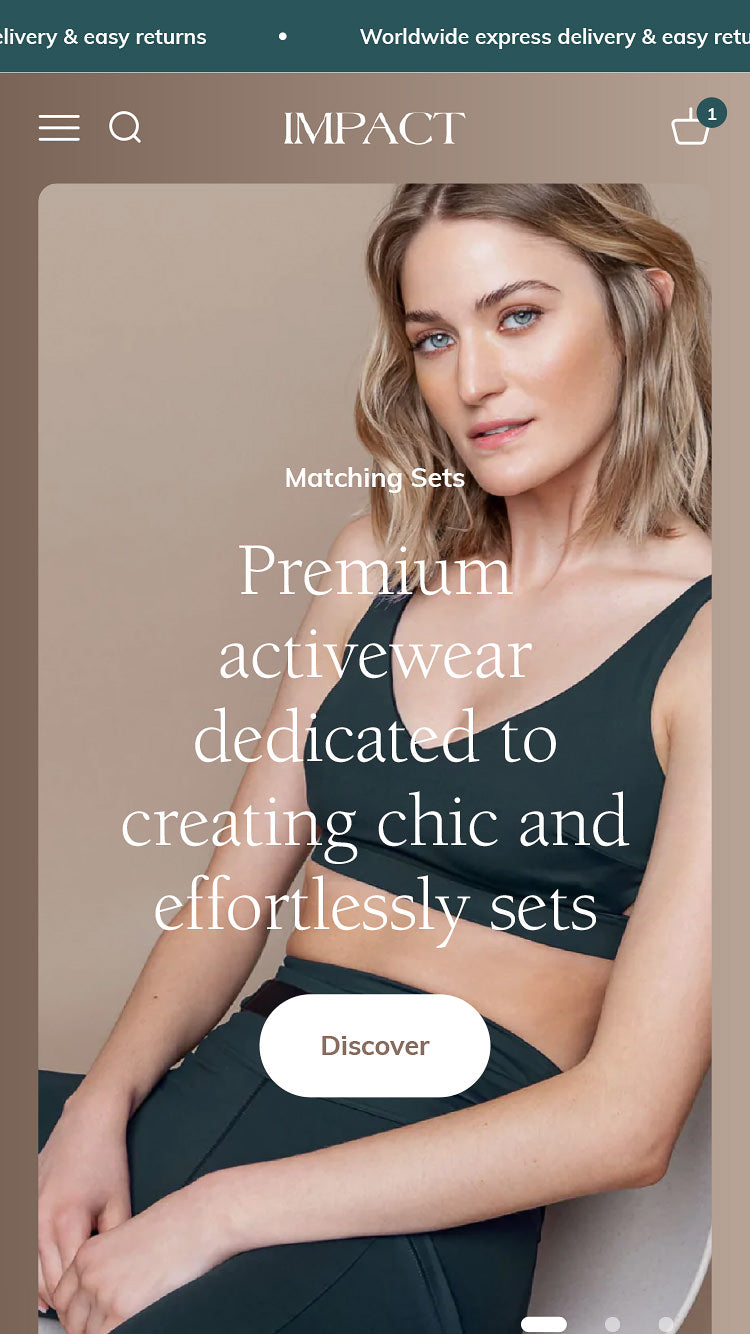 elivery & easy returns • Worldwide express delivery & easy retu
IMPACT
1
Matching Sets
Premium
activewear
dedicated to
creating chic and
effortlessly sets
Discover